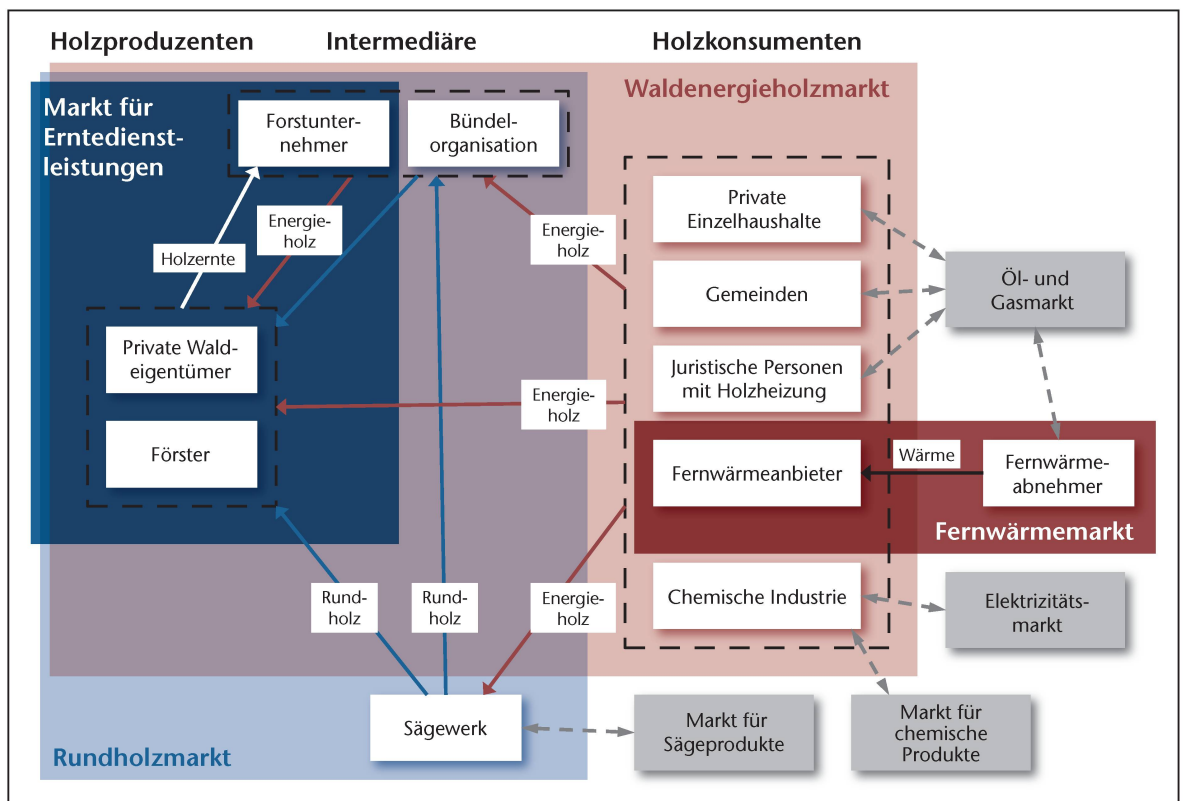 Holzproduzenten
Intermediäre
Holzkonsumenten
Waldenergieholzmarkt
Markt für
Erntedienst-
leistungen
Forstunter-
nehmer
Bündel-
organisation
Private
Einzelhaushalte
Energie-
holz
Energie-
holz
Holzernte
Gemeinden
Öl- und
Gasmarkt
Private Wald-
eigentümer
Juristische Personen
mit Holzheizung
Energie-
holz
Förster
Fernwärmeanbieter
Wärme
Fernwärme-
abnehmer
Fernwärmemarkt
Rund-
holz
Rund-
holz
Energie-
holz
Chemische Industrie
Elektrizitäts-
markt
Sägewerk
Markt für
Sägeprodukte
Markt für
chemische
Produkte
Rundholzmarkt